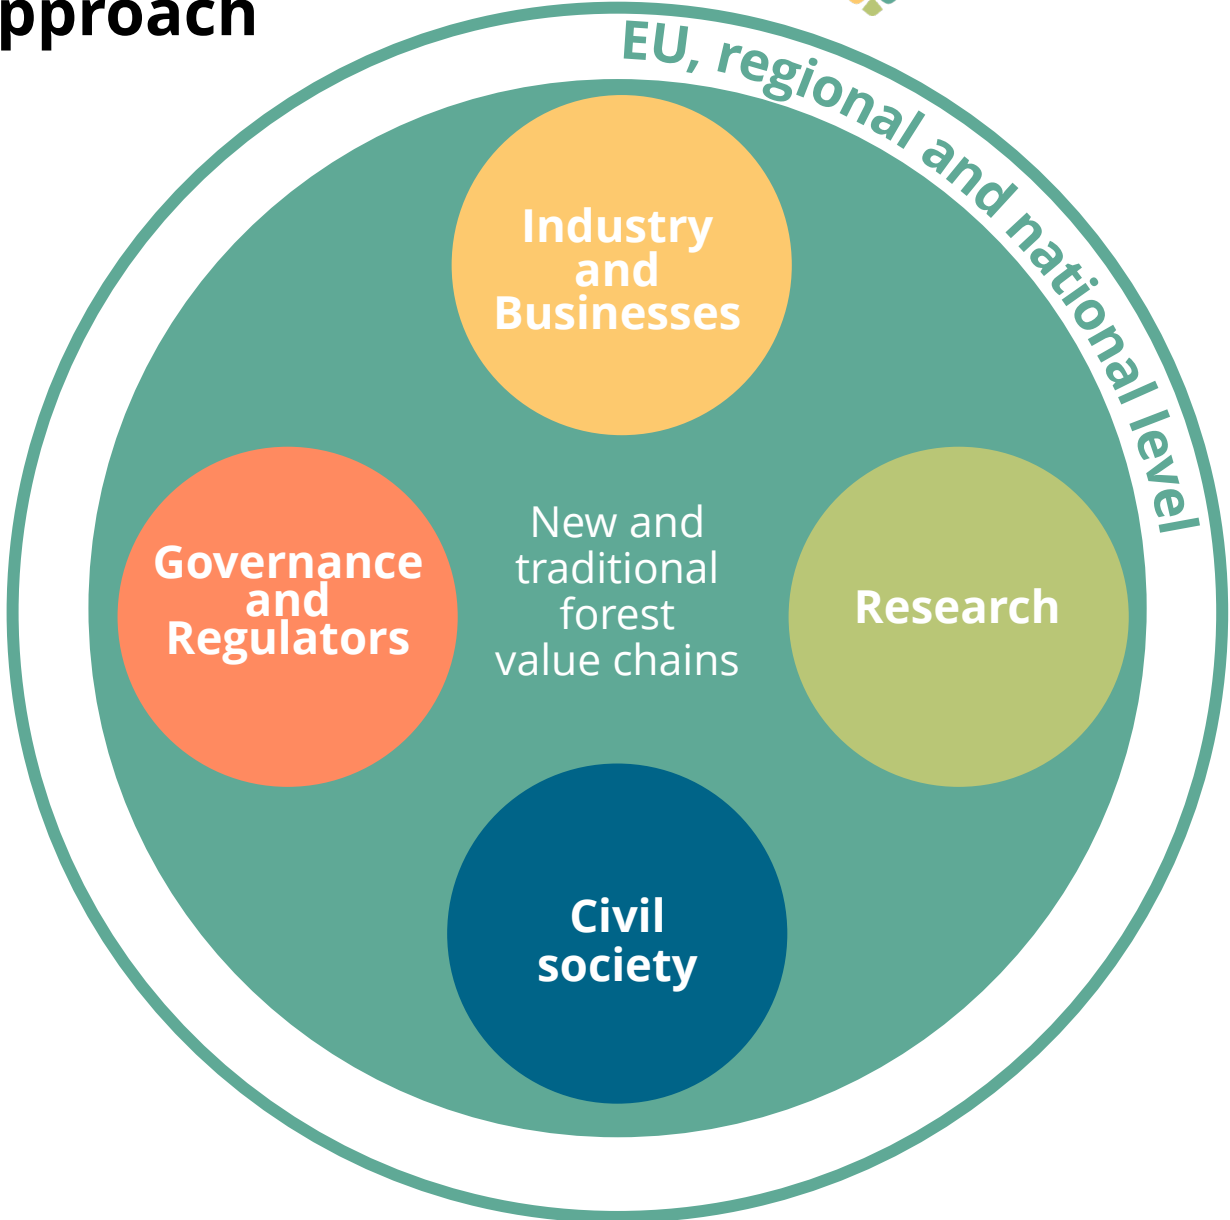 pproach
EU, regional and national level
Industry
and
Businesses
Governance
and
Regulators
New and
traditional
forest
value chains
Research
Civil
society